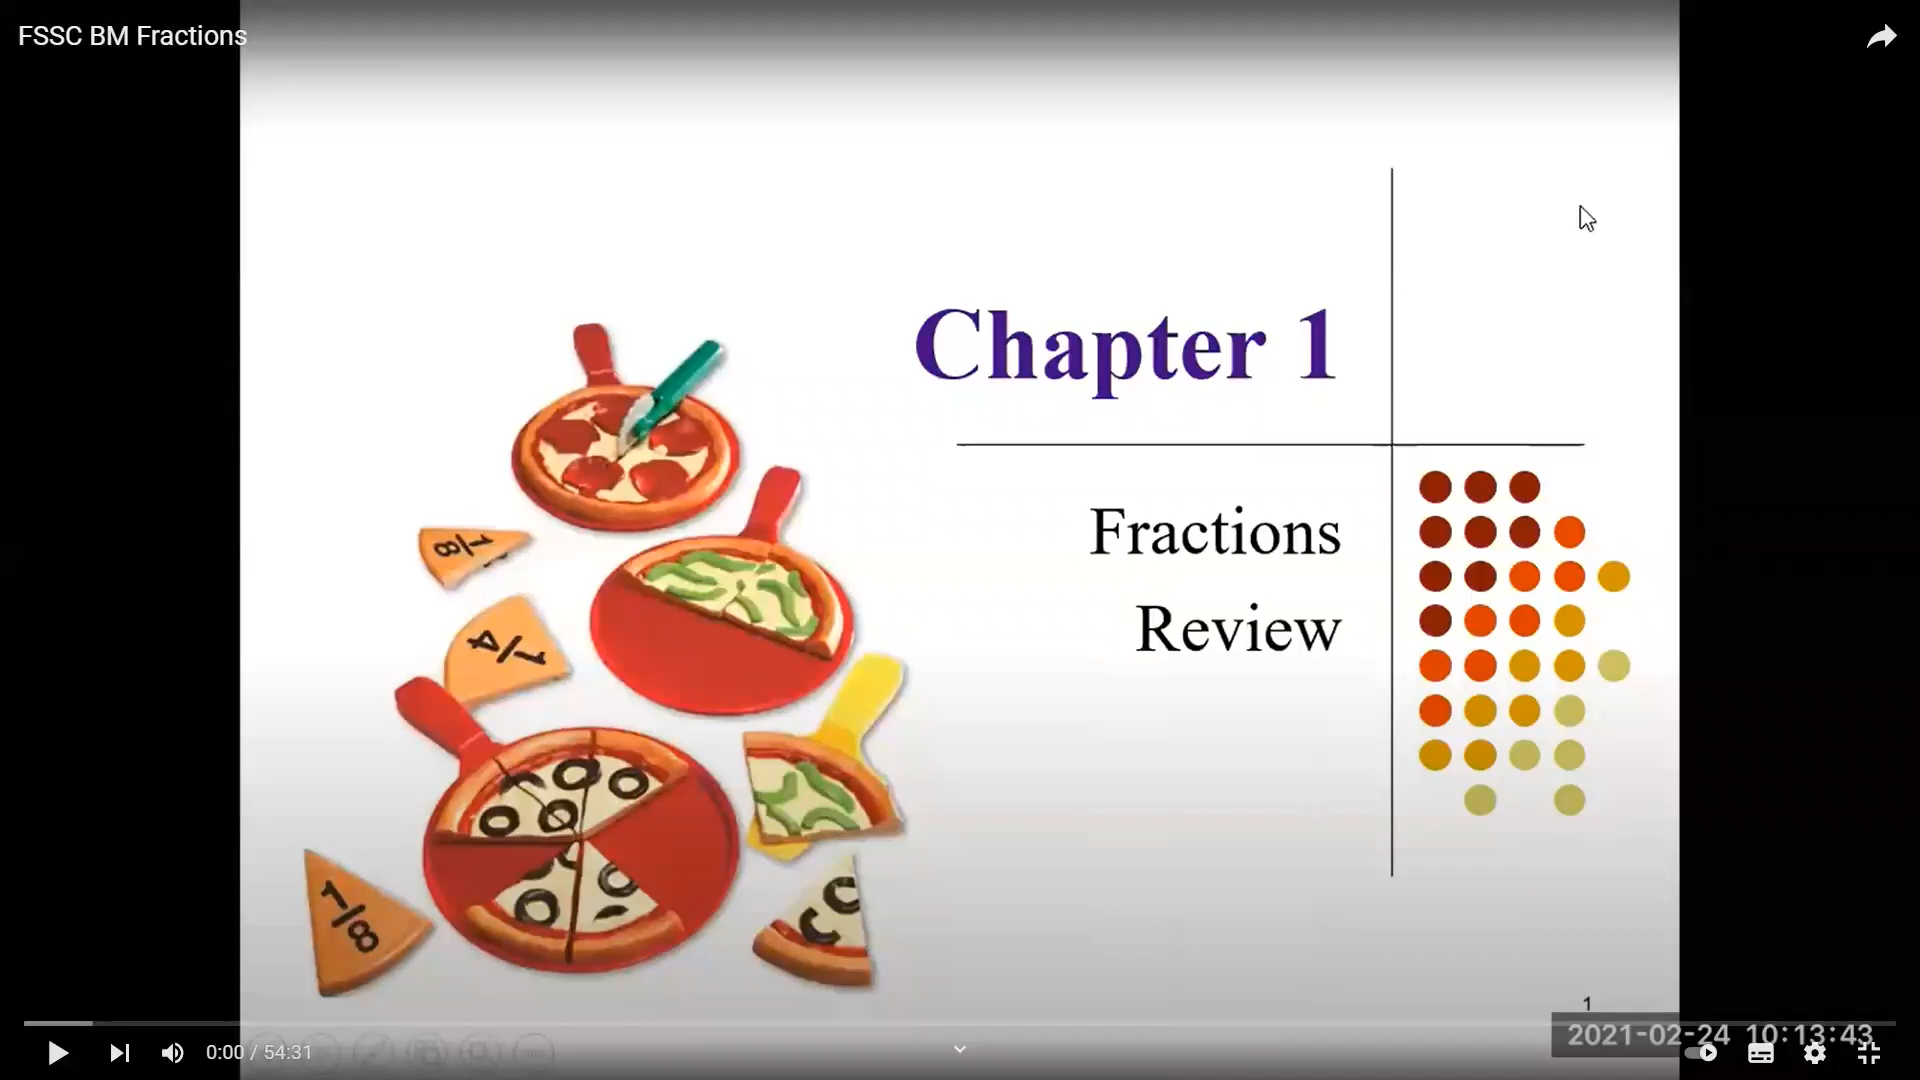 FSSC BM Fractions
Chapter 1
Fractions
Review
1/8
1/4
1/8
1
2021-02-24 10:13:43
0:00 / 54:31